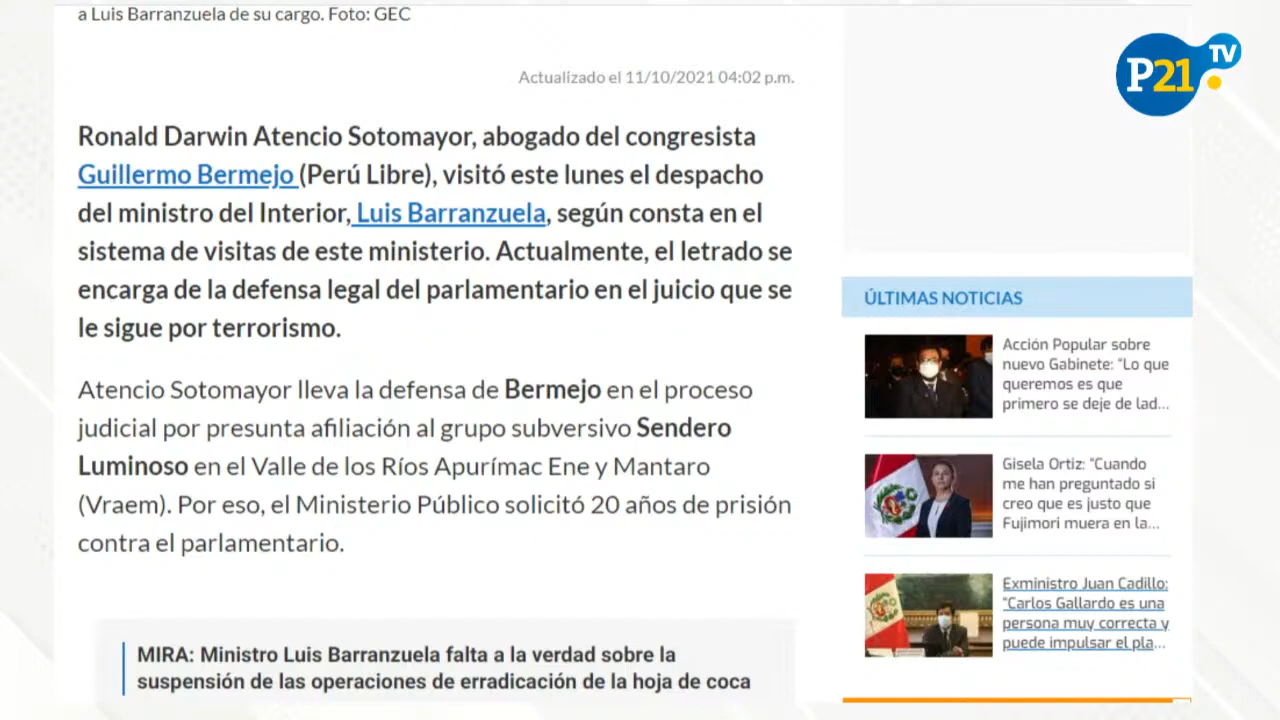 a Luis Barranzuela de su cargo. Foto: GEC
P21
TV
Actualizado el 11/10/2021 04:02 p.m.
Ronald Darwin Atencio Sotomayor, abogado del congresista
Guillermo Bermejo (Perú Libre), visitó este lunes el despacho
del ministro del Interior, Luis Barranzuela, según consta en el
sistema de visitas de este ministerio. Actualmente, el letrado se
encarga de la defensa legal del parlamentario en el juicio que se
le sigue por terrorismo.
Atencio Sotomayor lleva la defensa de Bermejo en el proceso
judicial por presunta afiliación al grupo subversivo Sendero
Luminoso en el Valle de los Ríos Apurímac Ene y Mantaro
(Vraem). Por eso, el Ministerio Público solicitó 20 años de prisión
contra el parlamentario.
MIRA: Ministro Luis Barranzuela falta a la verdad sobre la
suspensión de las operaciones de erradicación de la hoja de coca
ÚLTIMAS NOTICIAS
Acción Popular sobre
nuevo Gabinete: “Lo que
queremos es que
primero se deje de lad...
Gisela Ortiz: “Cuando
me han preguntado si
creo que es justo que
Fujimori muera en la...
Exministro Juan Cadillo:
“Carlos Gallardo es una
persona muy correcta y
puede impulsar el pla...